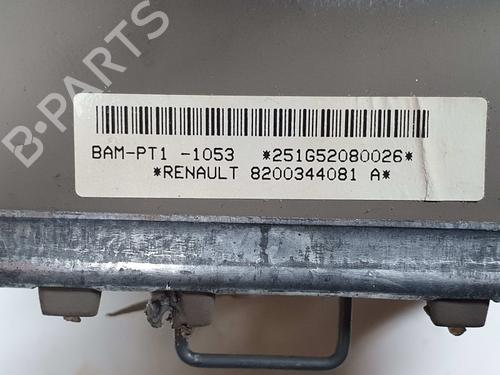 B-PARTS
BAM-PT1 -1053 *251G52080026*
*RENAULT 8200344081 A*